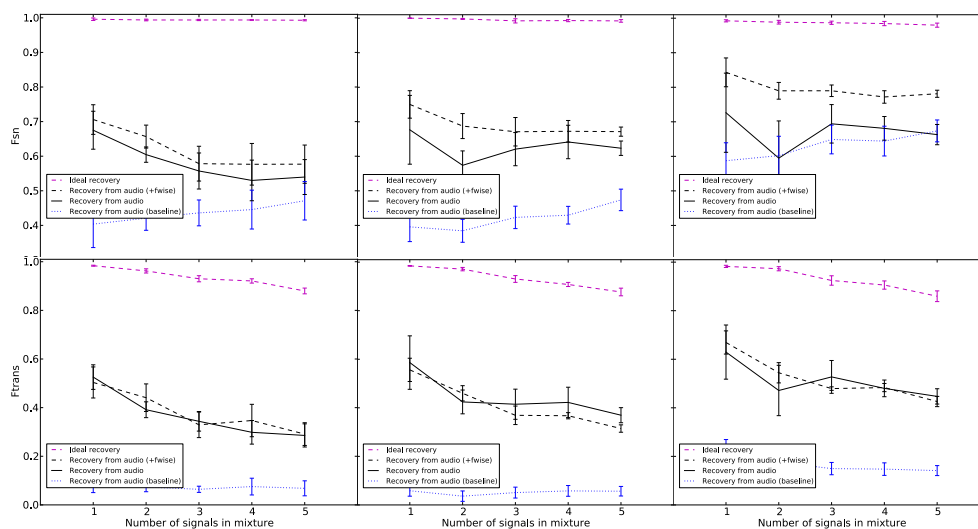 1.0
0.9
0.8
0.7
0.6
0.5
0.4
Fsn
Ideal recovery
Recovery from audio (+fwise)
Recovery from audio
Recovery from audio (baseline)
Ideal recovery
Recovery from audio (+fwise)
Recovery from audio
Recovery from audio (baseline)
Ideal recovery
Recovery from audio (+fwise)
Recovery from audio
Recovery from audio (baseline)
1.0
0.8
0.6
0.4
0.2
0.0
Ftrans
Ideal recovery
Recovery from audio (+fwise)
Recovery from audio
Recovery from audio (baseline)
Ideal recovery
Recovery from audio (+fwise)
Recovery from audio
Recovery from audio (baseline)
Ideal recovery
Recovery from audio (+fwise)
Recovery from audio
Recovery from audio (baseline)
1 2 3 4 5
1 2 3 4 5
1 2 3 4 5
Number of signals in mixture
Number of signals in mixture
Number of signals in mixture